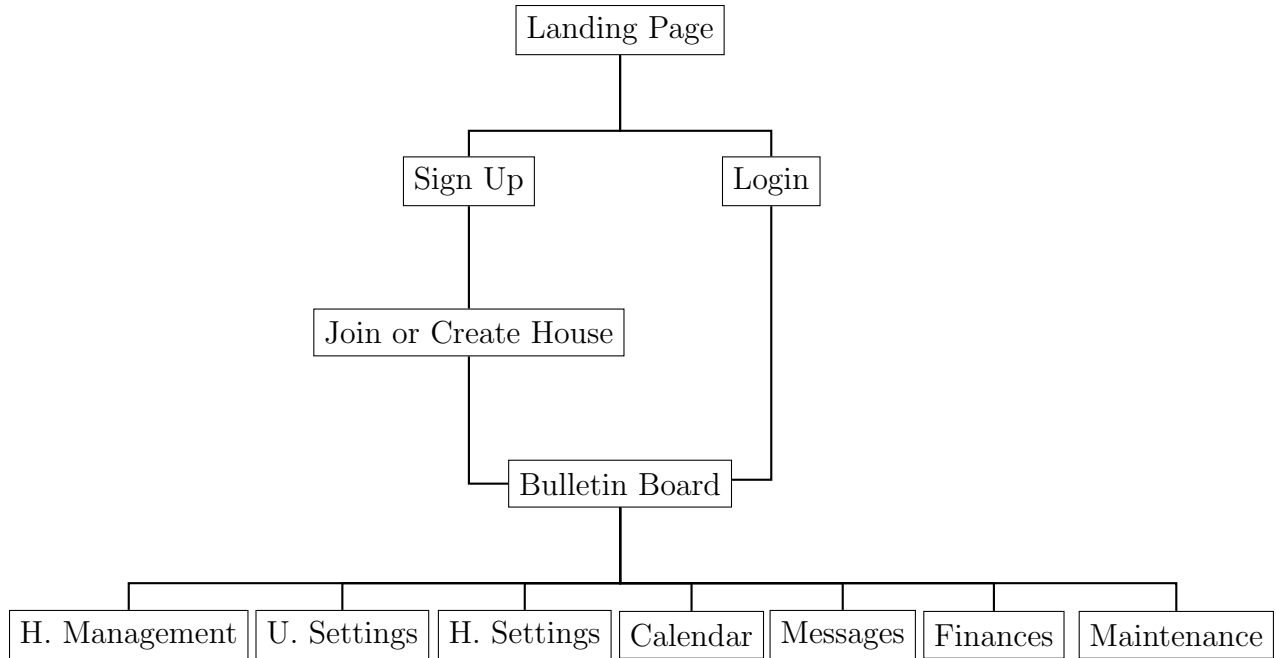 Landing Page
Sign Up
Login
Join or Create House
Bulletin Board
H. Management
U. Settings
H. Settings
Calendar
Messages
Finances
Maintenance